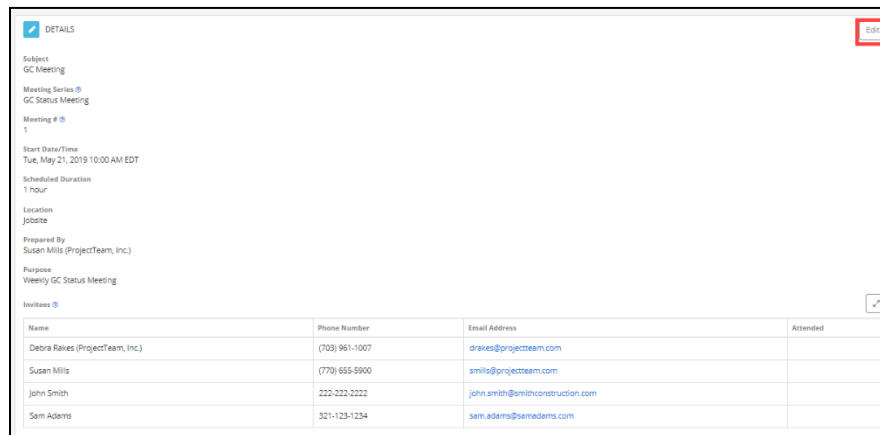 DETAILS
Edit
Subject
GC Meeting
Meeting Series
GC Status Meeting
Meeting #
1
Start Date/Time
Tue, May 21, 2019 10:00 AM EDT
Scheduled Duration
1 hour
Location
Jobsite
Prepared By
Susan Mills (ProjectTeam, Inc.)
Purpose
Weekly GC Status Meeting
Invitees
Name Phone Number Email Address Attended
Debra Rakes (ProjectTeam, Inc.) (703) 961-1007 drakes@projectteam.com
Susan Mills (770) 655-5900 smills@projectteam.com
John Smith 222-222-2222 john.smith@smithconstruction.com
Sam Adams 321-123-1234 sam.adams@samadams.com